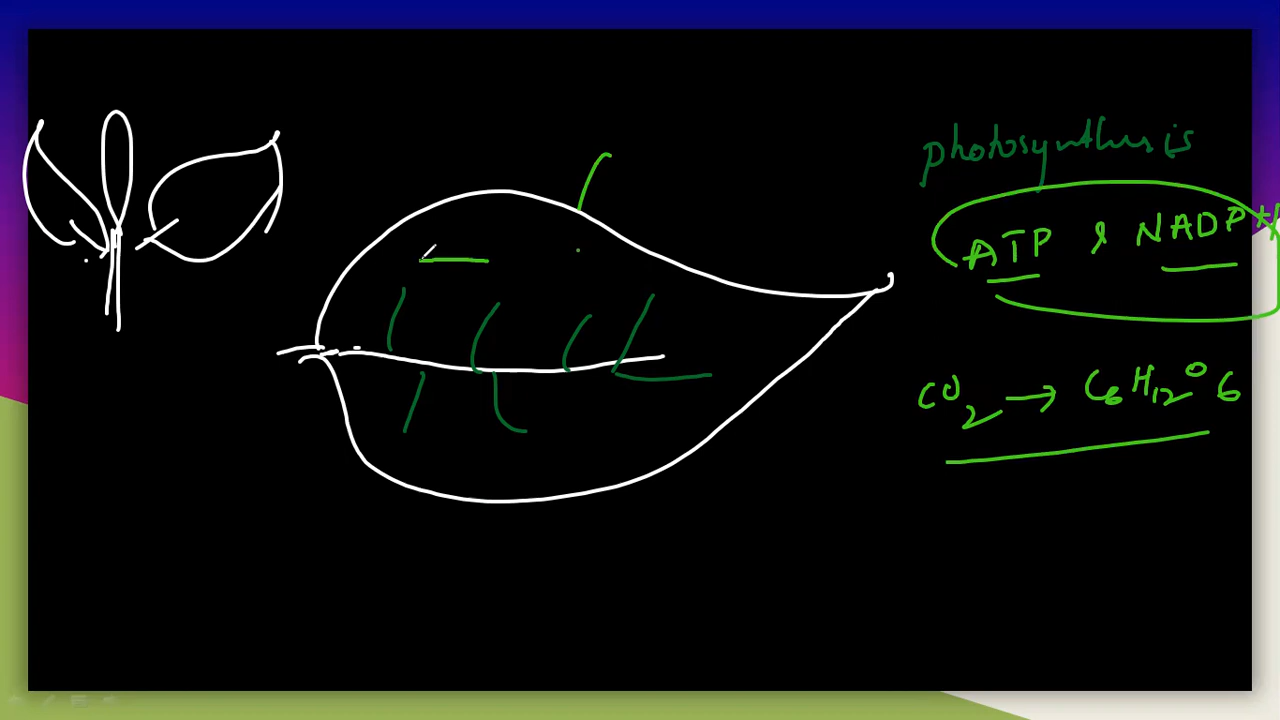 photosynthesis
ATP & NADPH
CO2 → C6H12O6